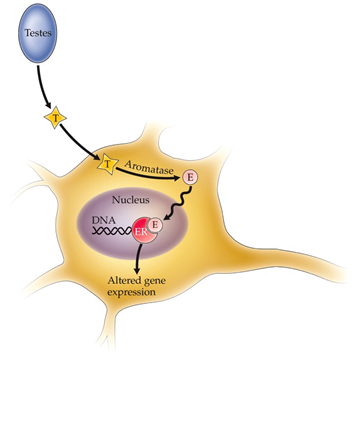 Testes
T
T
Aromatase
E
Nucleus
DNA
ER
E
Altered gene
expression